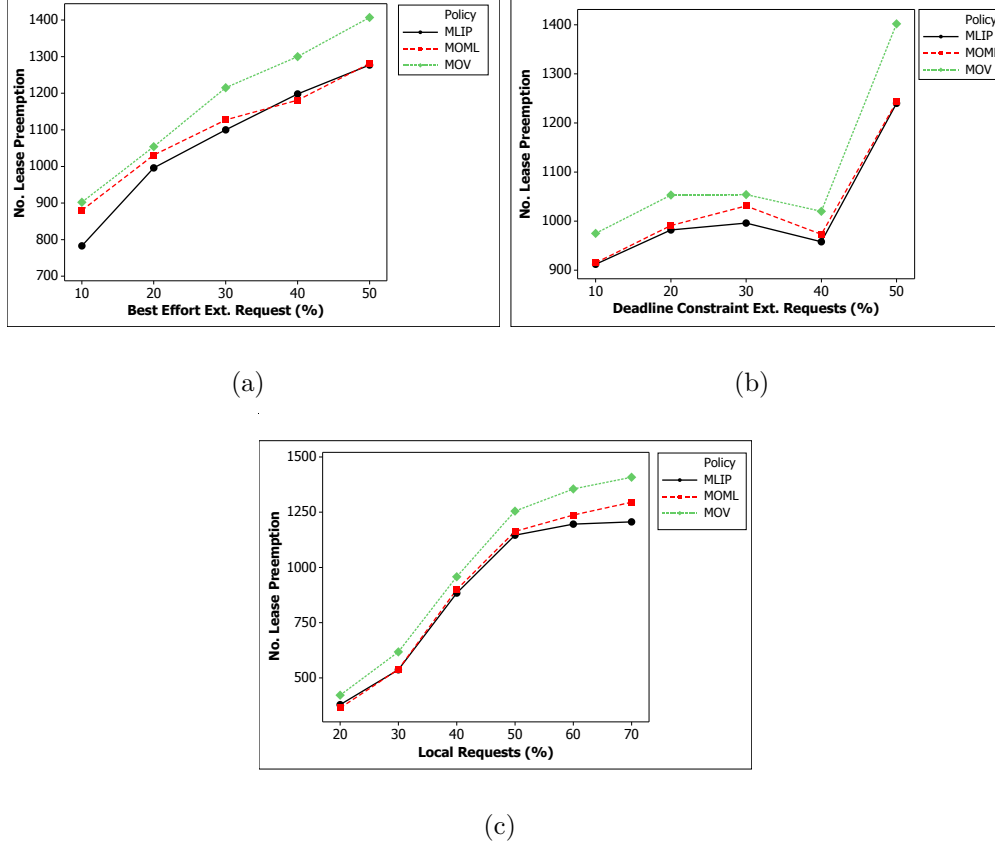 1400
1300
1200
1100
1000
900
800
700
No. Lease Preemption
10 20 30 40 50
Best Effort Ext. Request (%)
Policy
MLIP
MOML
MOV
(a)
1400
1300
1200
1100
1000
900
No. Lease Preemption
10 20 30 40 50
Deadline Constraint Ext. Requests (%)
Policy
MLIP
MOML
MOV
(b)
1500
1250
1000
750
500
No. Lease Preemption
20 30 40 50 60 70
Local Requests (%)
Policy
MLIP
MOML
MOV
(c)